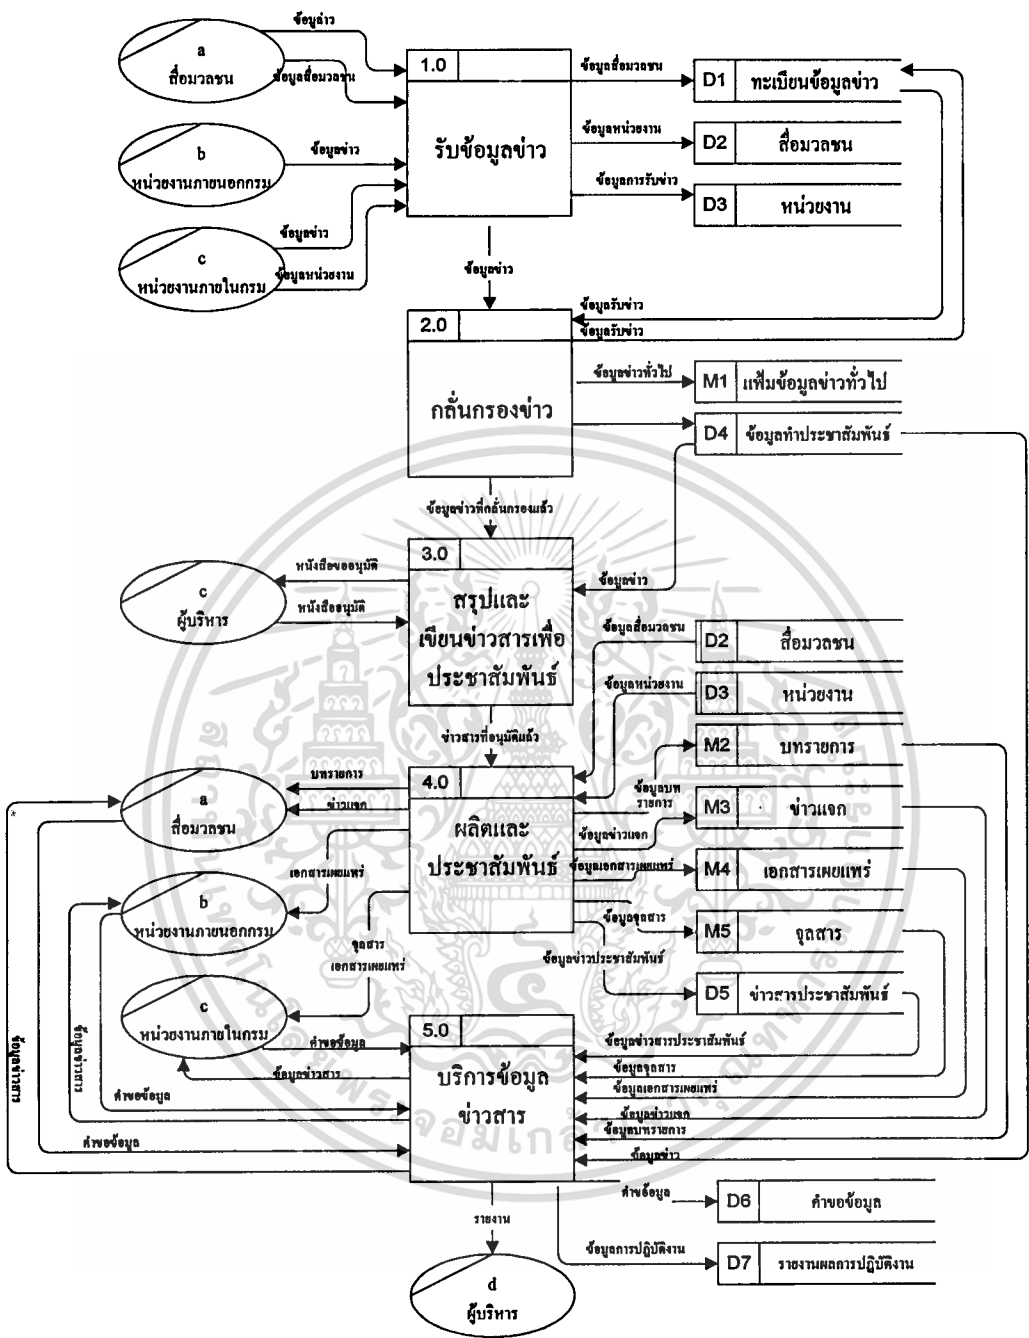 ข้อมูล่าว
a
สื่อมวลชน
ข้อมูลสื่อมวลชน
1.0
รับข้อมูลข่าว
ข้อมูลสื่อมวลชน
D1 ทะเบียนข้อมูลข่าว
b
หน่วยงานภายนอกกรม
ข้อมูลข่าว
ข้อมูลหน่วยงาน
D2 สื่อมวลชน
ข้อมูลการรับข่าว
D3 หน่วยงาน
c
หน่วยงานภายในกรม
ข้อมูลข่าว
ข้อมูลหน่วยงาน
ข้อมูลข่าว
ข้อมูลรับข่าว
ข้อมูลรับข่าว
2.0
กลั่นกรองข่าว
ข้อมูลข่าวทั่วไป
M1 แฟ้มข้อมูลข่าวทั่วไป
D4 ข้อมูลทำประชาสัมพันธ์
ข้อมูลข่าวที่กลั่นกรองแล้ว
3.0
สรุปและ
เขียนข่าวสารเพื่อ
ประชาสัมพันธ์
ข้อมูลข่าว
หนังสือขออนุมัติ
c
ผู้บริหาร
หนังสืออนุมัติ
ข้อมูลสื่อมวลชน
D2 สื่อมวลชน
ข้อมูลหน่วยงาน
D3 หน่วยงาน
ข่าวสารที่อนุมัติแล้ว
4.0
ผลิตและ
ประชาสัมพันธ์
บทรายการ
ข่าวแจก
a
สื่อมวลชน
ข้อมูลบท
รายการ
M2 บทรายการ
ข้อมูลข่าวแจก
M3 ข่าวแจก
ข้อมูลเอกสารเผยแพร่
M4 เอกสารเผยแพร่
เอกสารเผยแพร่
b
หน่วยงานภายนอกกรม
ข้อมูลจุลสาร
M5 จุลสาร
จุลสาร
เอกสารเผยแพร่
ข้อมูลข่าวประชาสัมพันธ์
D5 ข่าวสารประชาสัมพันธ์
c
หน่วยงานภายในกรม
คำขอข้อมูล
ข้อมูลข่าวสาร
5.0
บริการข้อมูล
ข่าวสาร
ข้อมูลข่าวสารประชาสัมพันธ์
ข้อมูลจุลสาร
ข้อมูลเอกสารเผยแพร่
ข้อมูลข่าวแจก
ข้อมูลบทรายการ
ข้อมูลข่าว
ข้อมูลข่าวสาร
ข้อมูลข่าวสาร
คำขอข้อมูล
คำขอข้อมูล
รายงาน
คำขอข้อมูล
D6 คำขอข้อมูล
ข้อมูลการปฏิบัติงาน
D7 รายงานผลการปฏิบัติงาน
d
ผู้บริหาร